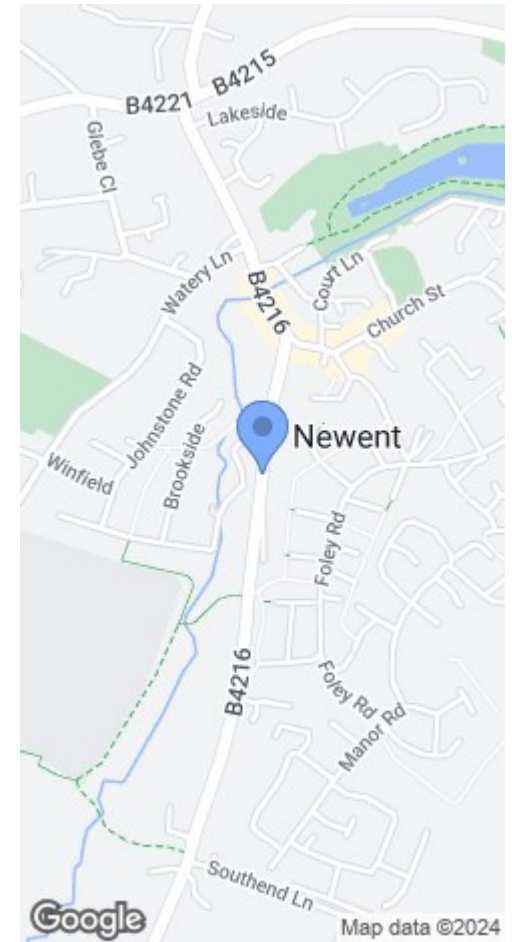 B4215
B4221
Lakeside
Glebe Cl
Watery Ln
Court Ln
B4216
Church St
Johnstone Rd
Brookside
Newent
Winfield
Foley Rd
B4216
Foley Rd
Manor Rd
Southend Ln
Google
Map data ©2024